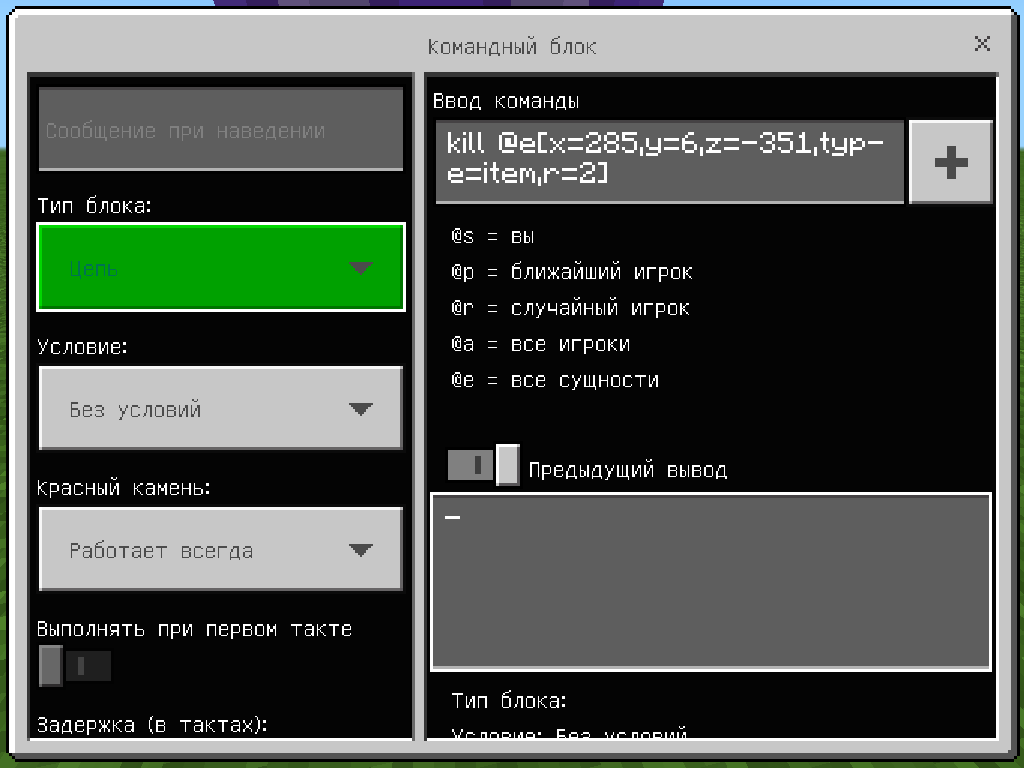 Командный блок
Сообщение при наведении
Тип блока:
Цепь
Условие:
Без условий
Красный камень:
Работает всегда
Выполнять при первом такте
Задержка (в тактах):
Ввод команды
kill @e[x=285,y=6,z=-351,typ-
e=item,r=2]
@s = вы
@p = ближайший игрок
@r = случайный игрок
@a = все игроки
@e = все сущности
Предыдущий вывод
-
Тип блока:
Условие: Без условий